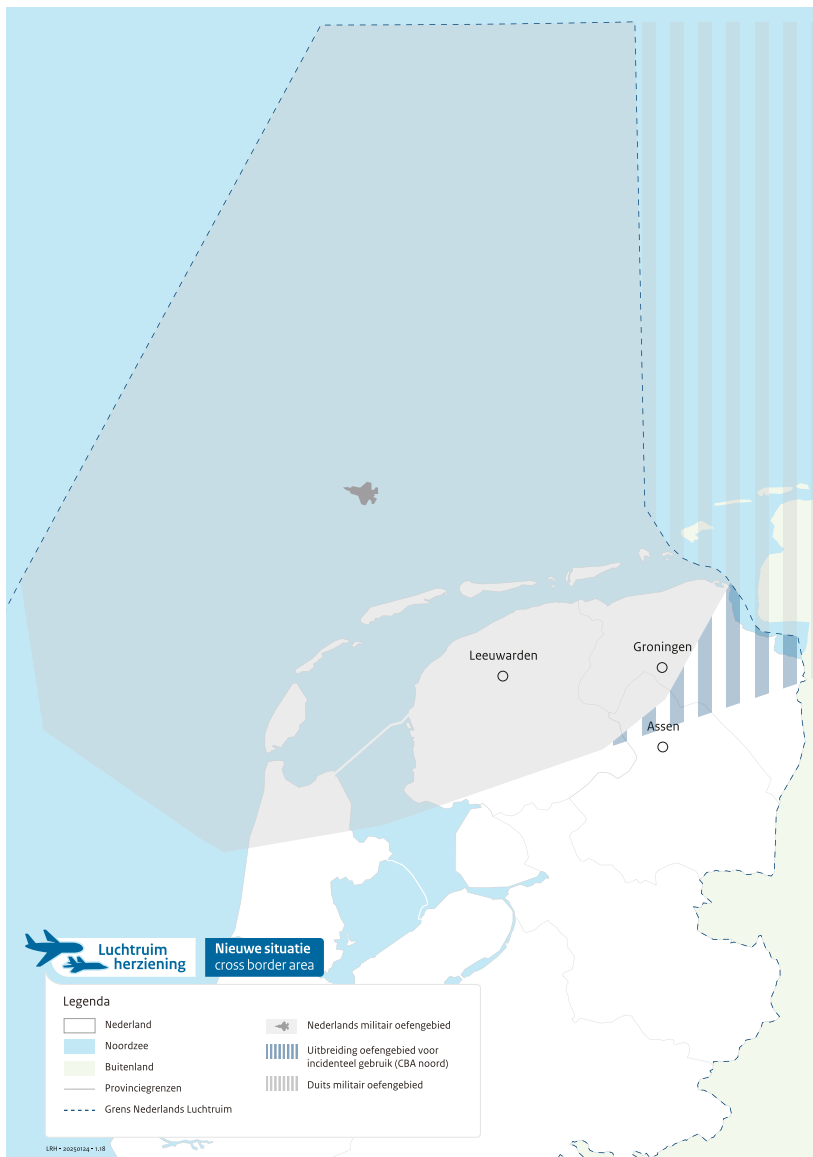 Leeuwarden
Groningen
Assen
Luchtruim
herziening
Nieuwe situatie
cross border area
Legenda
Nederland
Noordzee
Buitenland
Provinciegrenzen
Grens Nederlands Luchtruim
Nederlands militair oefengebied
Uitbreiding oefengebied voor
incidenteel gebruik (CBA noord)
Duits militair oefengebied
LRH • 20250124 • 1.18